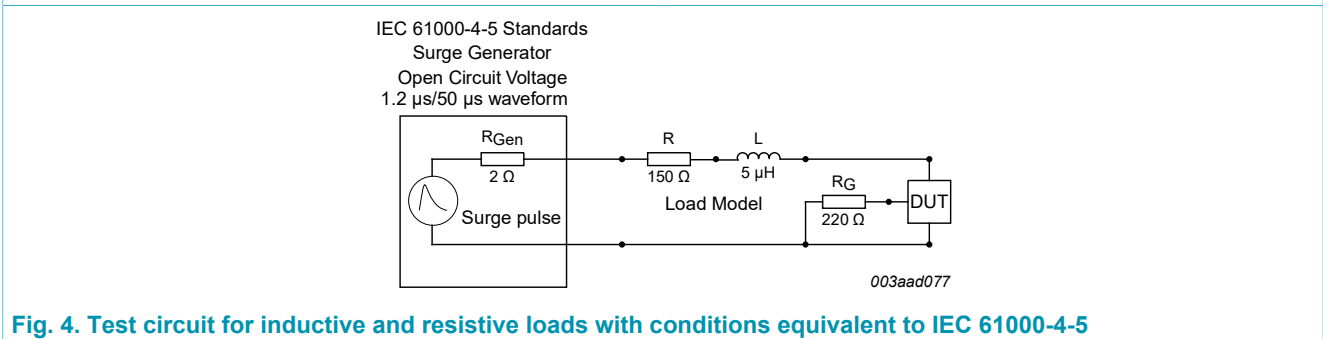 IEC 61000-4-5 Standards
Surge Generator
Open Circuit Voltage
1.2 μs/50 μs waveform
RGen
2 Ω
Surge pulse
R
150 Ω
L
5 μH
Load Model
RG
220 Ω
DUT
003aad077
Fig. 4. Test circuit for inductive and resistive loads with conditions equivalent to IEC 61000-4-5